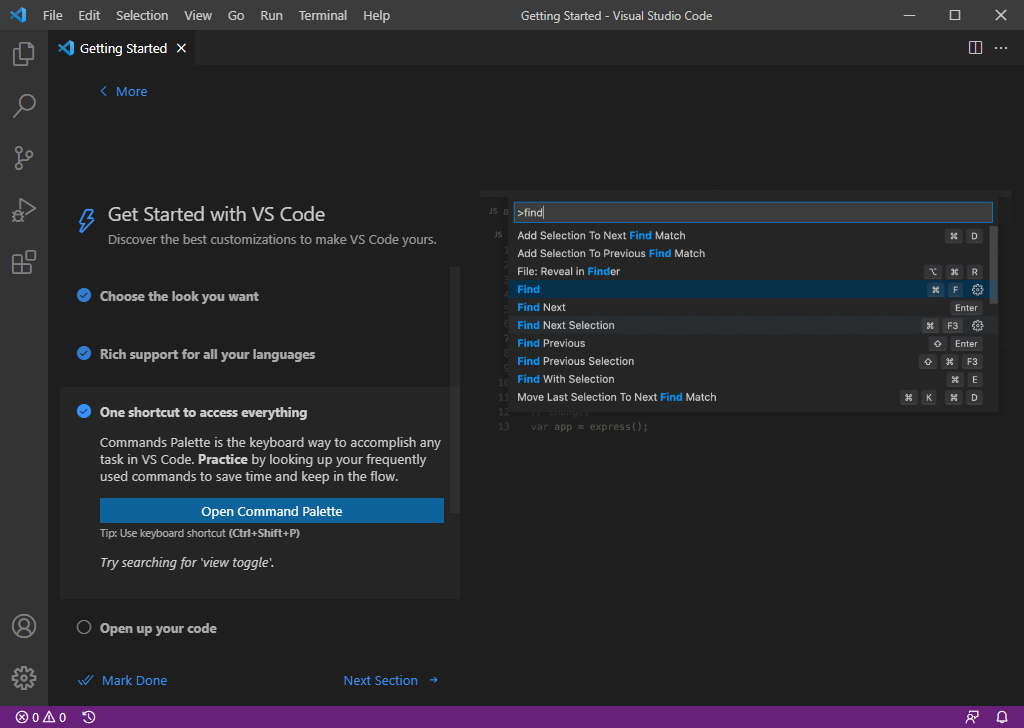 File Edit Selection View Go Run Terminal Help Getting Started - Visual Studio Code
Getting Started
More
Get Started with VS Code
Discover the best customizations to make VS Code yours.
Choose the look you want
Rich support for all your languages
One shortcut to access everything
Commands Palette is the keyboard way to accomplish any
task in VS Code. Practice by looking up your frequently
used commands to save time and keep in the flow.
Open Command Palette
Tip: Use keyboard shortcut (Ctrl+Shift+P)
Try searching for 'view toggle'.
Open up your code
Mark Done Next Section
JS
>find
JS
Add Selection To Next Find Match ⌘ D
Add Selection To Previous Find Match
File: Reveal in Finder ⌥ ⌘ R
Find ⌘ F
Find Next Enter
Find Next Selection ⌘ F3
Find Previous ⇧ Enter
Find Previous Selection ⇧ ⌘ F3
Find With Selection ⌘ E
Move Last Selection To Next Find Match ⌘ K ⌘ D
12 // changes
13 var app = express();
0 0